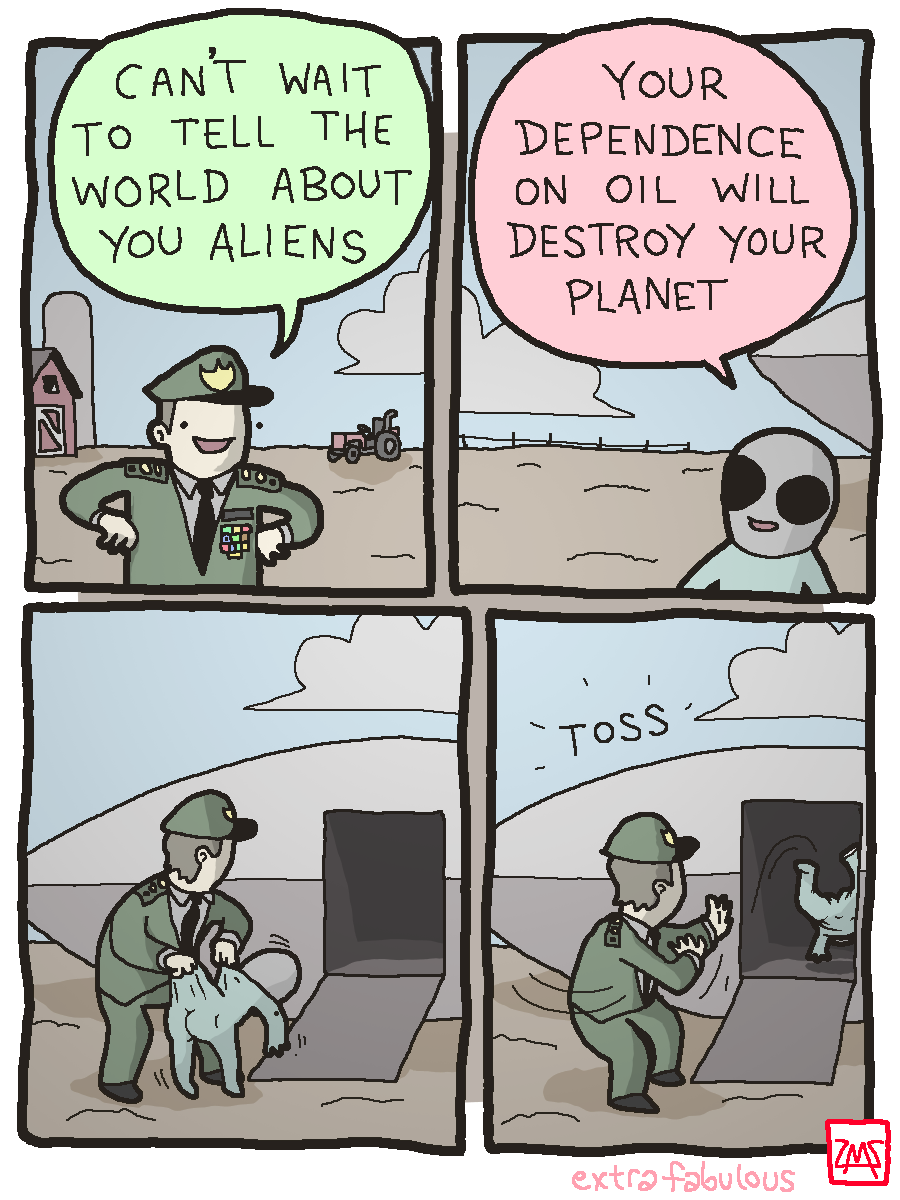 CAN'T WAIT
TO TELL THE
WORLD ABOUT
YOU ALIENS
YOUR
DEPENDENCE
ON OIL WILL
DESTROY YOUR
PLANET
TOSS
ZMS
extrafabulous